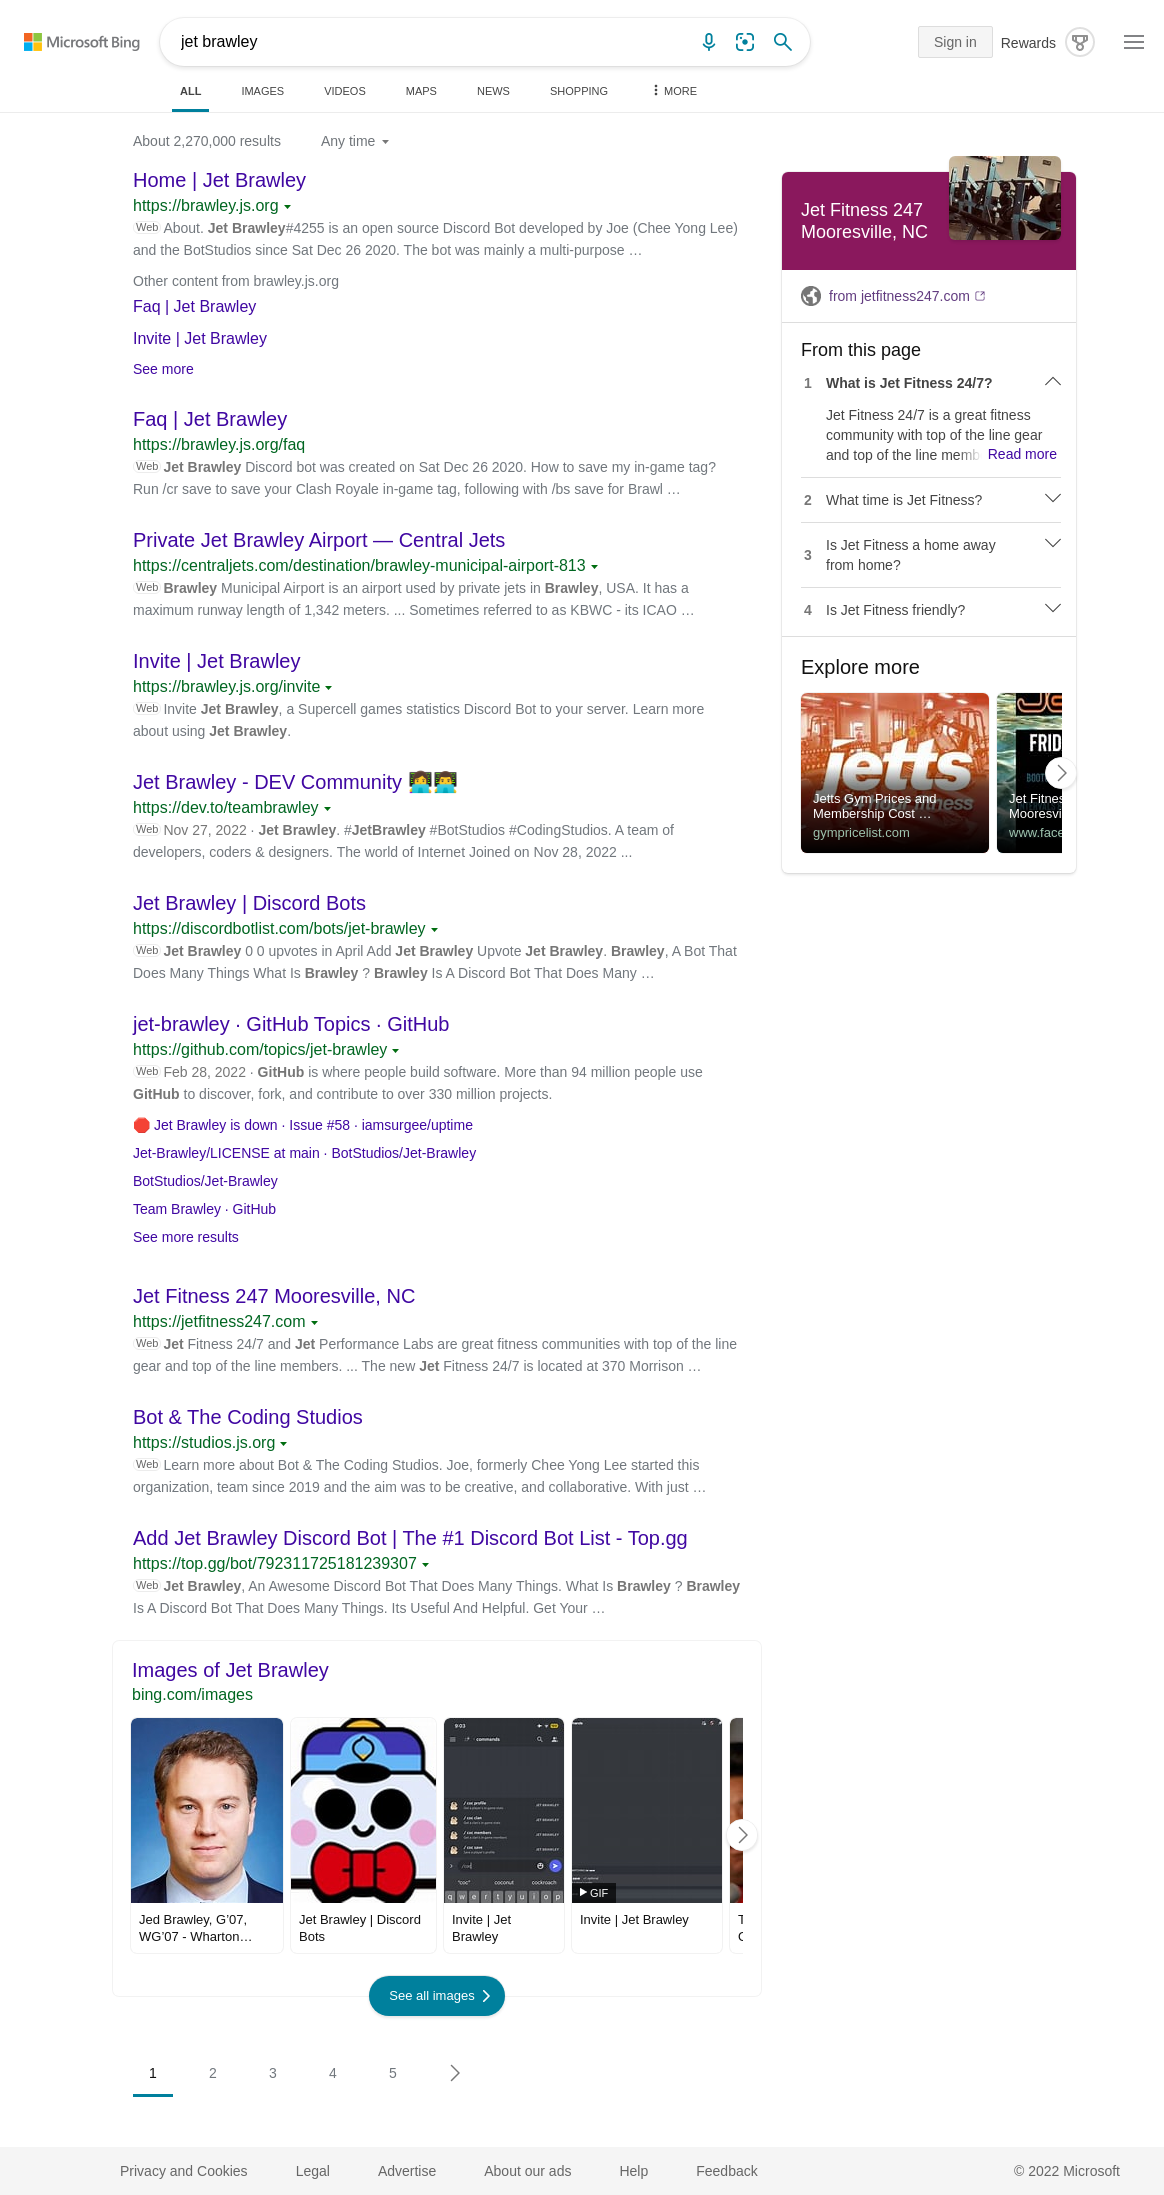 Microsoft Bing
jet brawley
Sign in
Rewards
ALL
IMAGES
VIDEOS
MAPS
NEWS
SHOPPING
MORE
About 2,270,000 results
Any time
Home | Jet Brawley
https://brawley.js.org
Web About. Jet Brawley#4255 is an open source Discord Bot developed by Joe (Chee Yong Lee)
and the BotStudios since Sat Dec 26 2020. The bot was mainly a multi-purpose …
Other content from brawley.js.org
Faq | Jet Brawley
Invite | Jet Brawley
See more
Faq | Jet Brawley
https://brawley.js.org/faq
Web Jet Brawley Discord bot was created on Sat Dec 26 2020. How to save my in-game tag?
Run /cr save to save your Clash Royale in-game tag, following with /bs save for Brawl …
Private Jet Brawley Airport — Central Jets
https://centraljets.com/destination/brawley-municipal-airport-813
Web Brawley Municipal Airport is an airport used by private jets in Brawley, USA. It has a
maximum runway length of 1,342 meters. ... Sometimes referred to as KBWC - its ICAO …
Invite | Jet Brawley
https://brawley.js.org/invite
Web Invite Jet Brawley, a Supercell games statistics Discord Bot to your server. Learn more
about using Jet Brawley.
Jet Brawley - DEV Community 👩‍💻👨‍💻
https://dev.to/teambrawley
Web Nov 27, 2022 · Jet Brawley. #JetBrawley #BotStudios #CodingStudios. A team of
developers, coders & designers. The world of Internet Joined on Nov 28, 2022 ...
Jet Brawley | Discord Bots
https://discordbotlist.com/bots/jet-brawley
Web Jet Brawley 0 0 upvotes in April Add Jet Brawley Upvote Jet Brawley. Brawley, A Bot That
Does Many Things What Is Brawley ? Brawley Is A Discord Bot That Does Many …
jet-brawley · GitHub Topics · GitHub
https://github.com/topics/jet-brawley
Web Feb 28, 2022 · GitHub is where people build software. More than 94 million people use
GitHub to discover, fork, and contribute to over 330 million projects.
🛑 Jet Brawley is down · Issue #58 · iamsurgee/uptime
Jet-Brawley/LICENSE at main · BotStudios/Jet-Brawley
BotStudios/Jet-Brawley
Team Brawley · GitHub
See more results
Jet Fitness 247 Mooresville, NC
https://jetfitness247.com
Web Jet Fitness 24/7 and Jet Performance Labs are great fitness communities with top of the line
gear and top of the line members. ... The new Jet Fitness 24/7 is located at 370 Morrison …
Bot & The Coding Studios
https://studios.js.org
Web Learn more about Bot & The Coding Studios. Joe, formerly Chee Yong Lee started this
organization, team since 2019 and the aim was to be creative, and collaborative. With just …
Add Jet Brawley Discord Bot | The #1 Discord Bot List - Top.gg
https://top.gg/bot/792311725181239307
Web Jet Brawley, An Awesome Discord Bot That Does Many Things. What Is Brawley ? Brawley
Is A Discord Bot That Does Many Things. Its Useful And Helpful. Get Your …
Images of Jet Brawley
bing.com/images
9:03
commands
/ coc profile
/ coc clan
/ coc members
/ coc save
"coc" coconut cockroach
q w e r t y u i o p
GIF
Jed Brawley, G'07,
WG'07 - Wharton…
Jet Brawley | Discord
Bots
Invite | Jet
Brawley
Invite | Jet Brawley
See all images
1
2
3
4
5
Jet Fitness 247
Mooresville, NC
from jetfitness247.com
From this page
1 What is Jet Fitness 24/7?
Jet Fitness 24/7 is a great fitness
community with top of the line gear
and top of the line memb Read more
2 What time is Jet Fitness?
3 Is Jet Fitness a home away
from home?
4 Is Jet Fitness friendly?
Explore more
jetts
24 hour fitness
Jetts Gym Prices and
Membership Cost …
gympricelist.com
FRID
Jet Fitnes
Mooresvi
www.face
Privacy and Cookies
Legal
Advertise
About our ads
Help
Feedback
© 2022 Microsoft